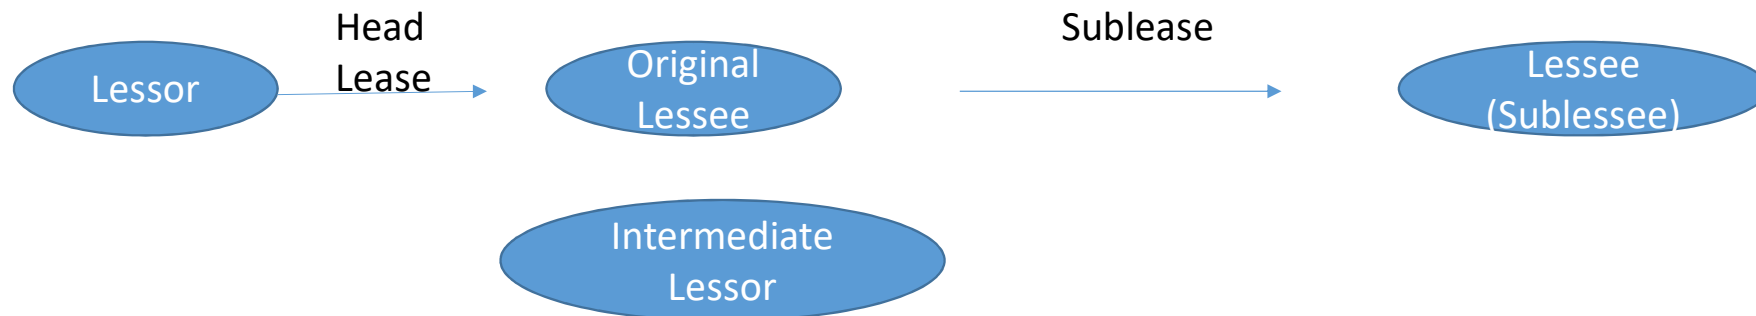 Lessor
Head
Lease
Original
Lessee
Sublease
Lessee
(Sublessee)
Intermediate
Lessor